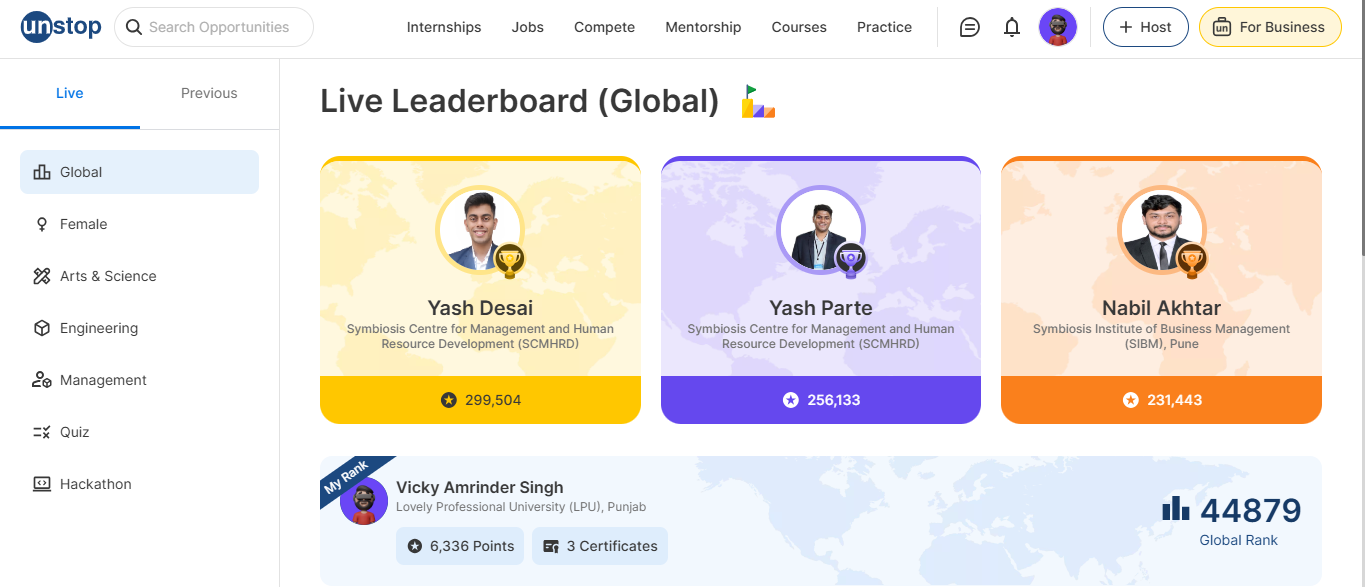 unstop
Search Opportunities
Internships
Jobs
Compete
Mentorship
Courses
Practice
+ Host
un For Business
Live
Previous
Global
Female
Arts & Science
Engineering
Management
Quiz
Hackathon
Live Leaderboard (Global)
Yash Desai
Symbiosis Centre for Management and Human
Resource Development (SCMHRD)
299,504
Yash Parte
Symbiosis Centre for Management and Human
Resource Development (SCMHRD)
256,133
Nabil Akhtar
Symbiosis Institute of Business Management
(SIBM), Pune
231,443
My Rank
Vicky Amrinder Singh
Lovely Professional University (LPU), Punjab
6,336 Points
3 Certificates
44879
Global Rank